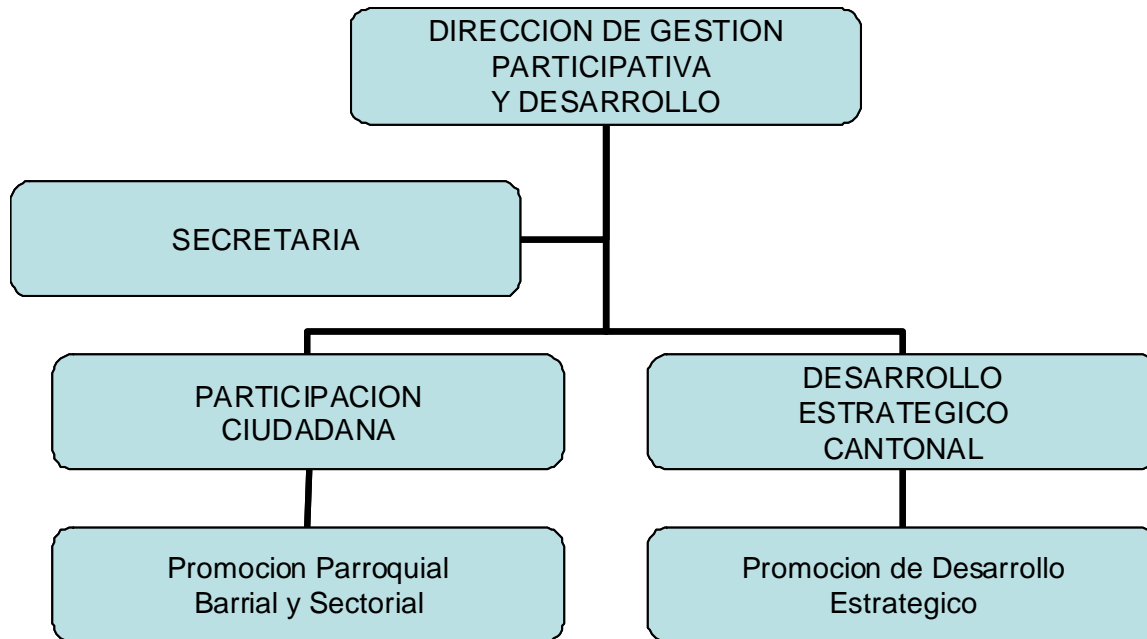 DIRECCION DE GESTION
PARTICIPATIVA
Y DESARROLLO
SECRETARIA
PARTICIPACION
CIUDADANA
DESARROLLO
ESTRATEGICO
CANTONAL
Promocion Parroquial
Barrial y Sectorial
Promocion de Desarrollo
Estrategico